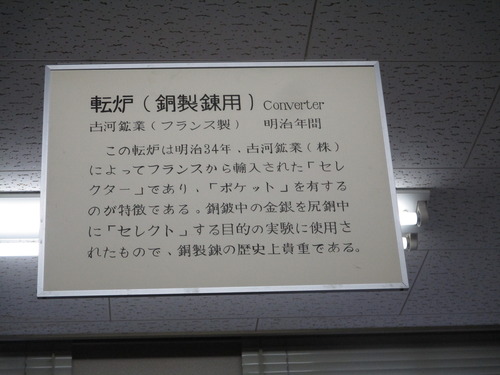 転炉(銅製錬用) Converter
古河鉱業(フランス製) 明治年間
この転炉は明治34年、古河鉱業(株)
によってフランスから輸入された「セレ
クター」であり、「ポケット」を有する
のが特徴である。銅鈹中の金銀を尻銅中
に「セレクト」する目的の実験に使用さ
れたもので、銅製錬の歴史上貴重である。